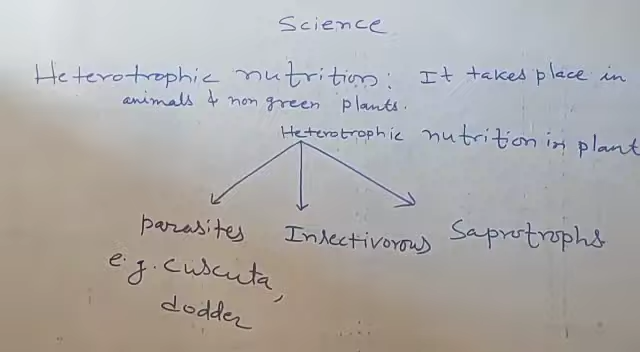 Science
Heterotrophic nutrition: It takes place in
animals & non green plants.
Heterotrophic nutrition in plant
Parasites Insectivorous Saprotrophs
e.g. cuscuta,
dodder